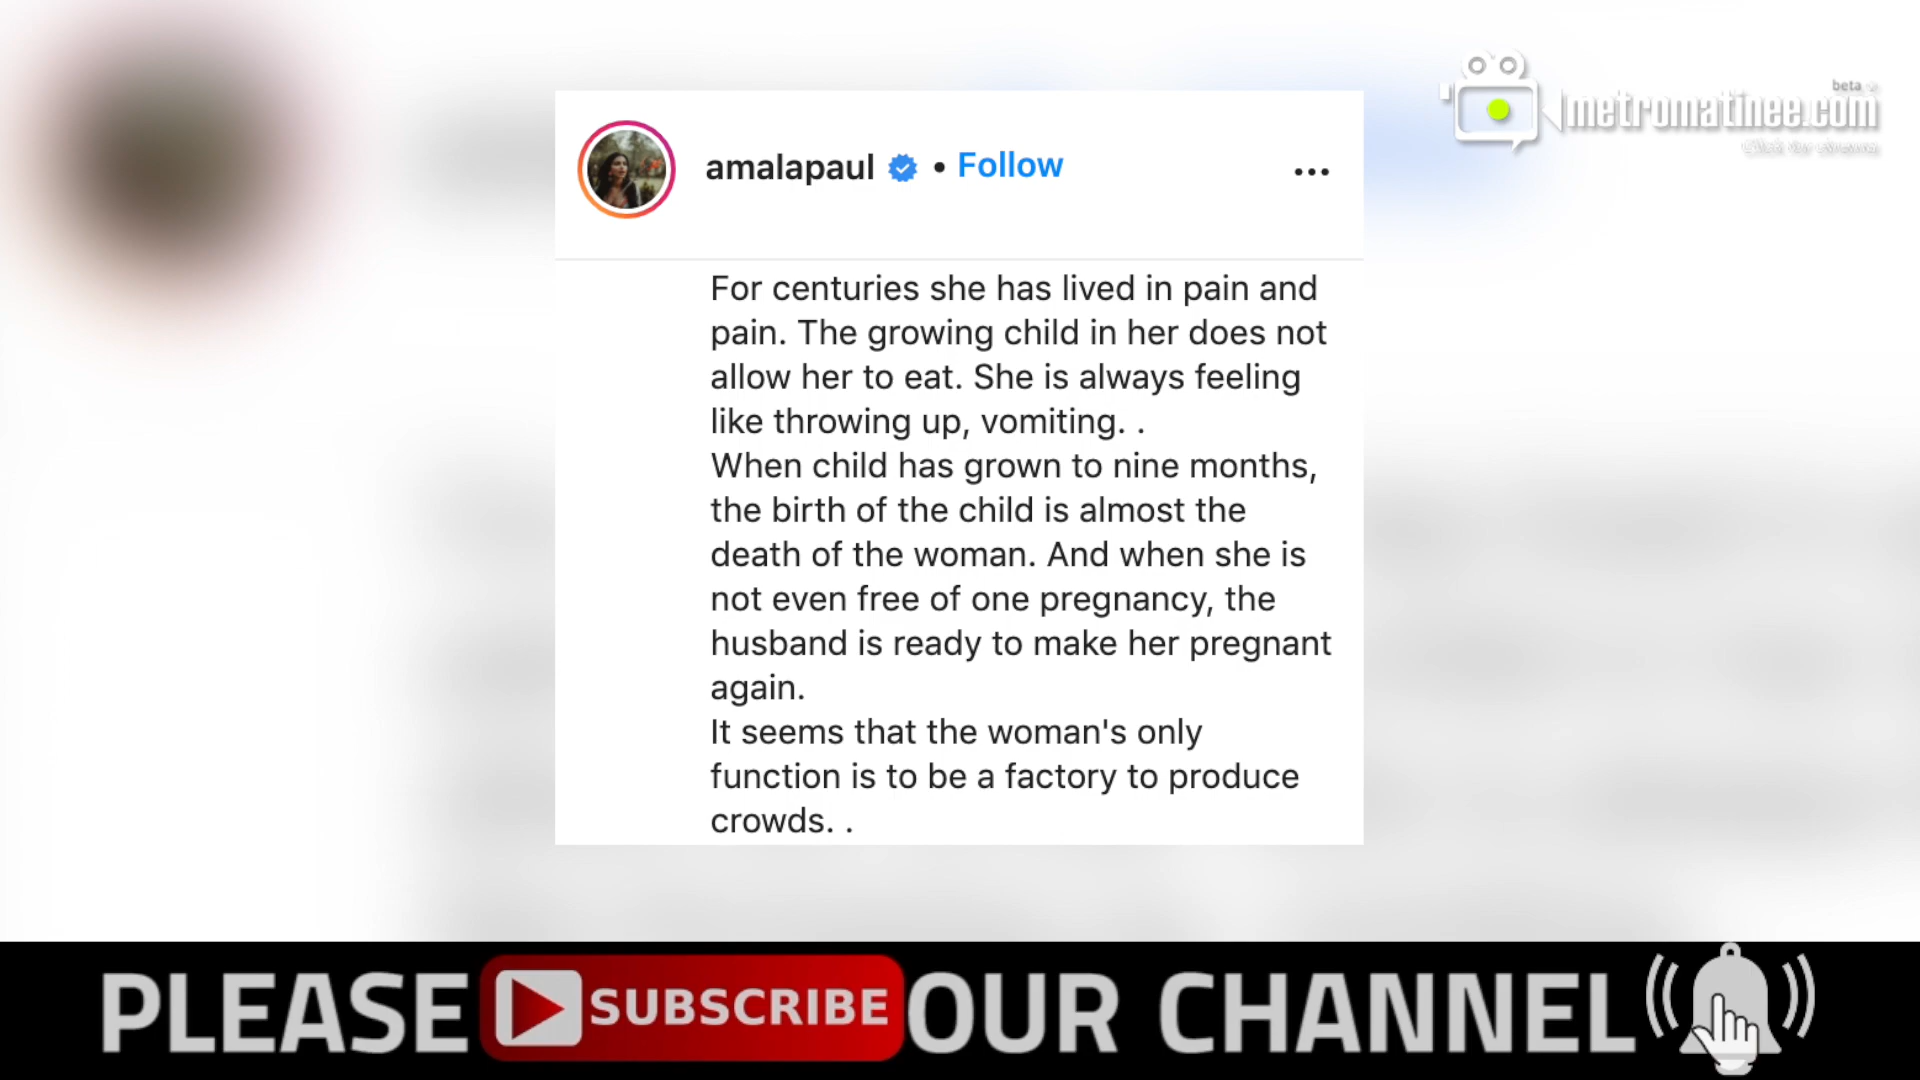 beta
metromatinee.com
amalapaul • Follow
For centuries she has lived in pain and
pain. The growing child in her does not
allow her to eat. She is always feeling
like throwing up, vomiting. .
When child has grown to nine months,
the birth of the child is almost the
death of the woman. And when she is
not even free of one pregnancy, the
husband is ready to make her pregnant
again.
It seems that the woman's only
function is to be a factory to produce
crowds. .
PLEASE SUBSCRIBE OUR CHANNEL